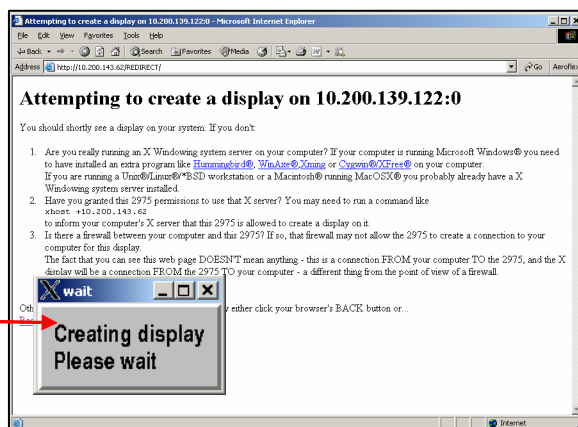 Attempting to create a display on 10.200.139.122:0 - Microsoft Internet Explorer
File Edit View Favorites Tools Help
Back Search Favorites Media
Address http://10.200.143.62/REDIRECT/ Go Aeroflex
Attempting to create a display on 10.200.139.122:0
You should shortly see a display on your system. If you don't:
1. Are you really running an X Windowing system server on your computer? If your computer is running Microsoft Windows® you need
to have installed an extra program like Hummingbird®, WinAxe®,Xming or Cygwin®/XFree® on your computer.
If you are running a Unix®/Linux®/*BSD workstation or a Macintosh® running MacOSX® you probably already have a X
Windowing system server installed.
2. Have you granted this 2975 permissions to use that X server? You may need to run a command like
xhost +10.200.143.62
to inform your computer's X server that this 2975 is allowed to create a display on it.
3. Is there a firewall between your computer and this 2975? If so, that firewall may not allow the 2975 to create a connection to your
computer for this display.
The fact that you can see this web page DOESN'T mean anything - this is a connection FROM your computer TO the 2975, and the X
display will be a connection FROM the 2975 TO your computer - a different thing from the point of view of a firewall.
either click your browser's BACK button or...
wait
Creating display
Please wait
Internet